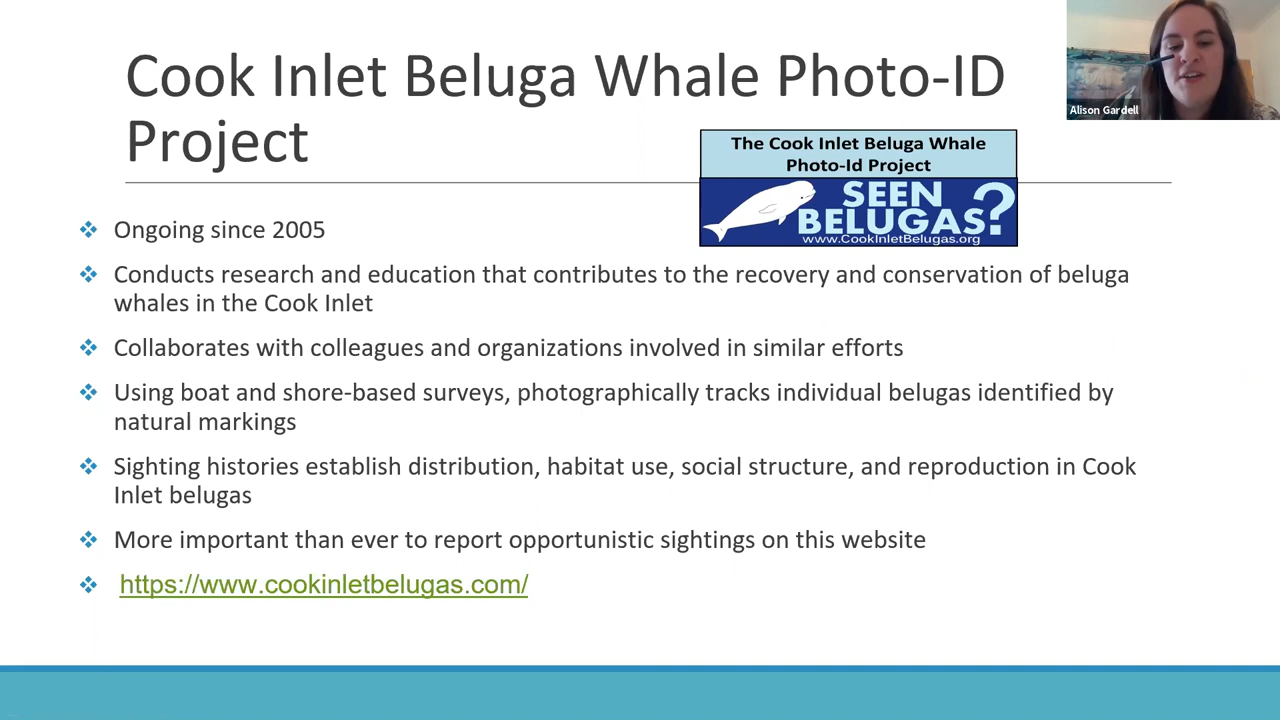 Cook Inlet Beluga Whale Photo-ID
Project
Alison Gardell
The Cook Inlet Beluga Whale
Photo-Id Project
SEEN
BELUGAS?
www.CookInletBelugas.org
Ongoing since 2005
Conducts research and education that contributes to the recovery and conservation of beluga
whales in the Cook Inlet
Collaborates with colleagues and organizations involved in similar efforts
Using boat and shore-based surveys, photographically tracks individual belugas identified by
natural markings
Sighting histories establish distribution, habitat use, social structure, and reproduction in Cook
Inlet belugas
More important than ever to report opportunistic sightings on this website
https://www.cookinletbelugas.com/